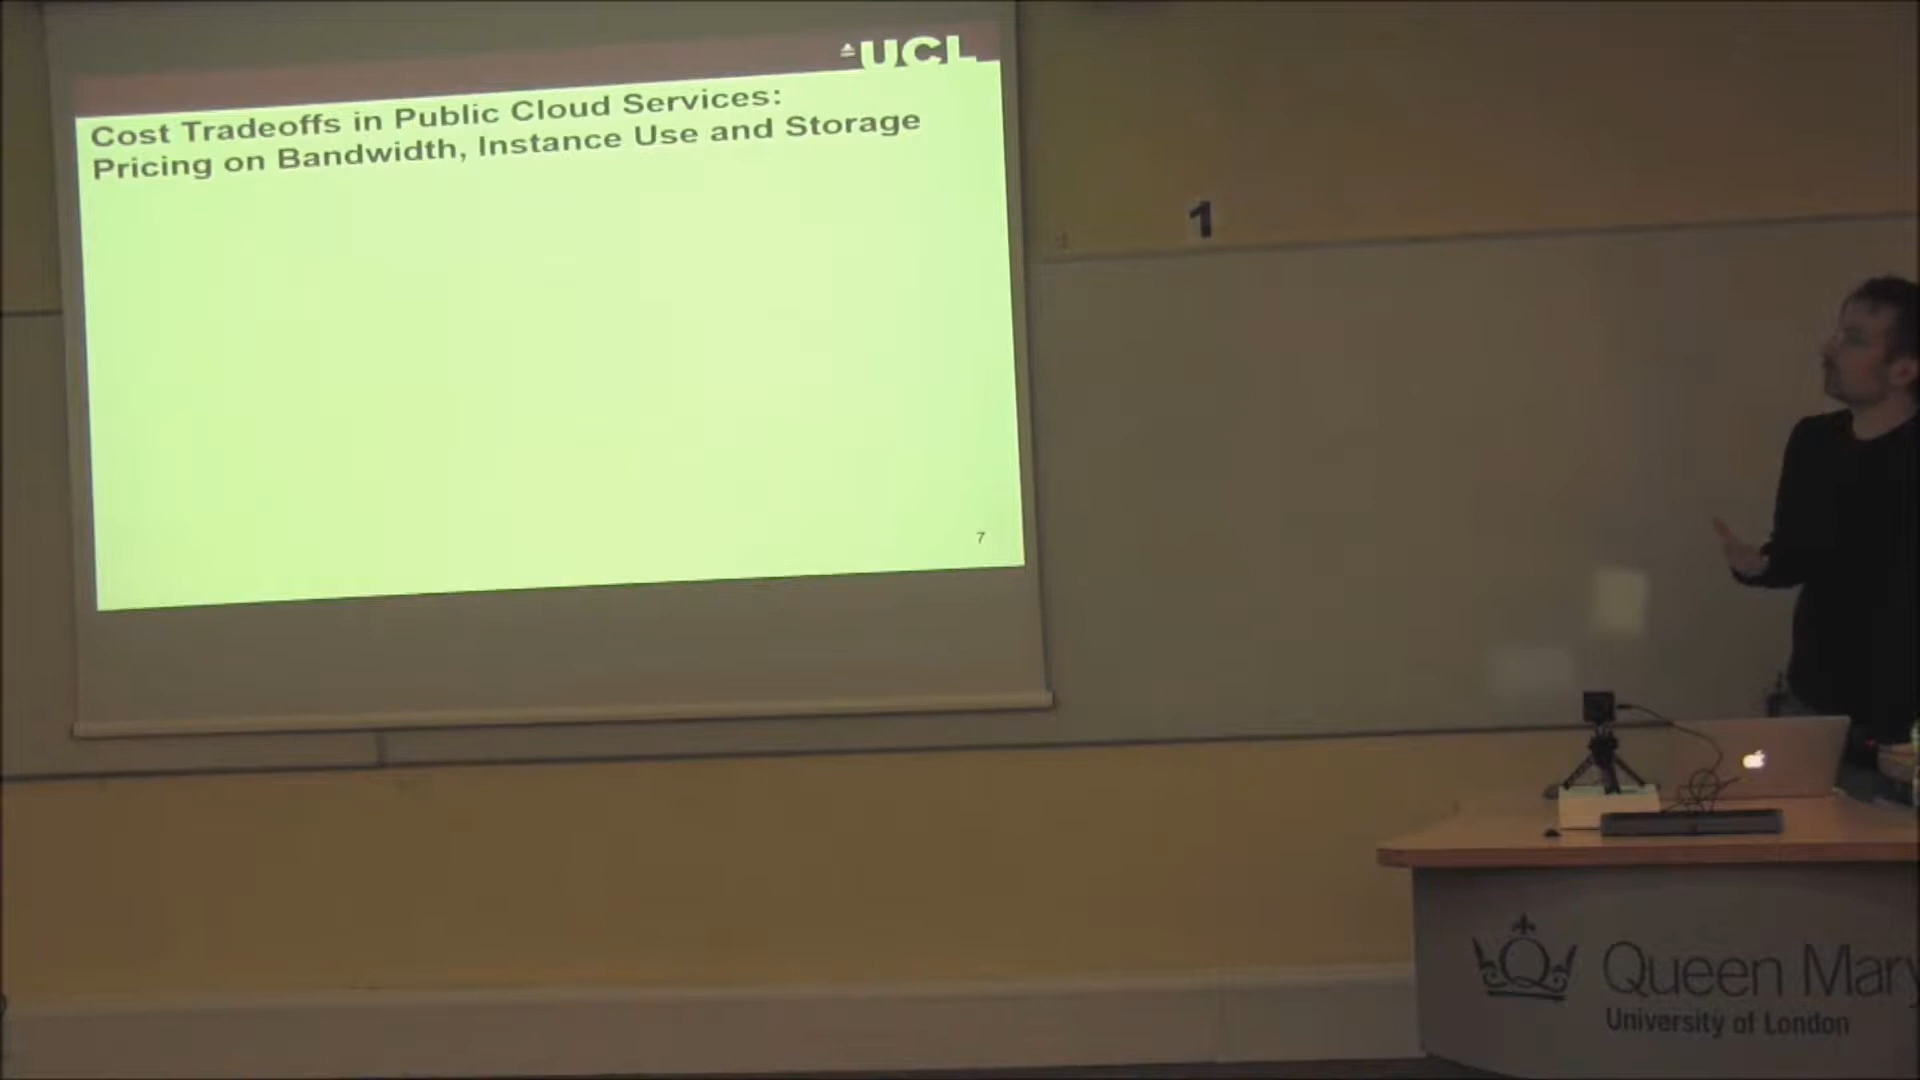 UCL
Cost Tradeoffs in Public Cloud Services:
Pricing on Bandwidth, Instance Use and Storage
7
1
Queen Mary
University of London